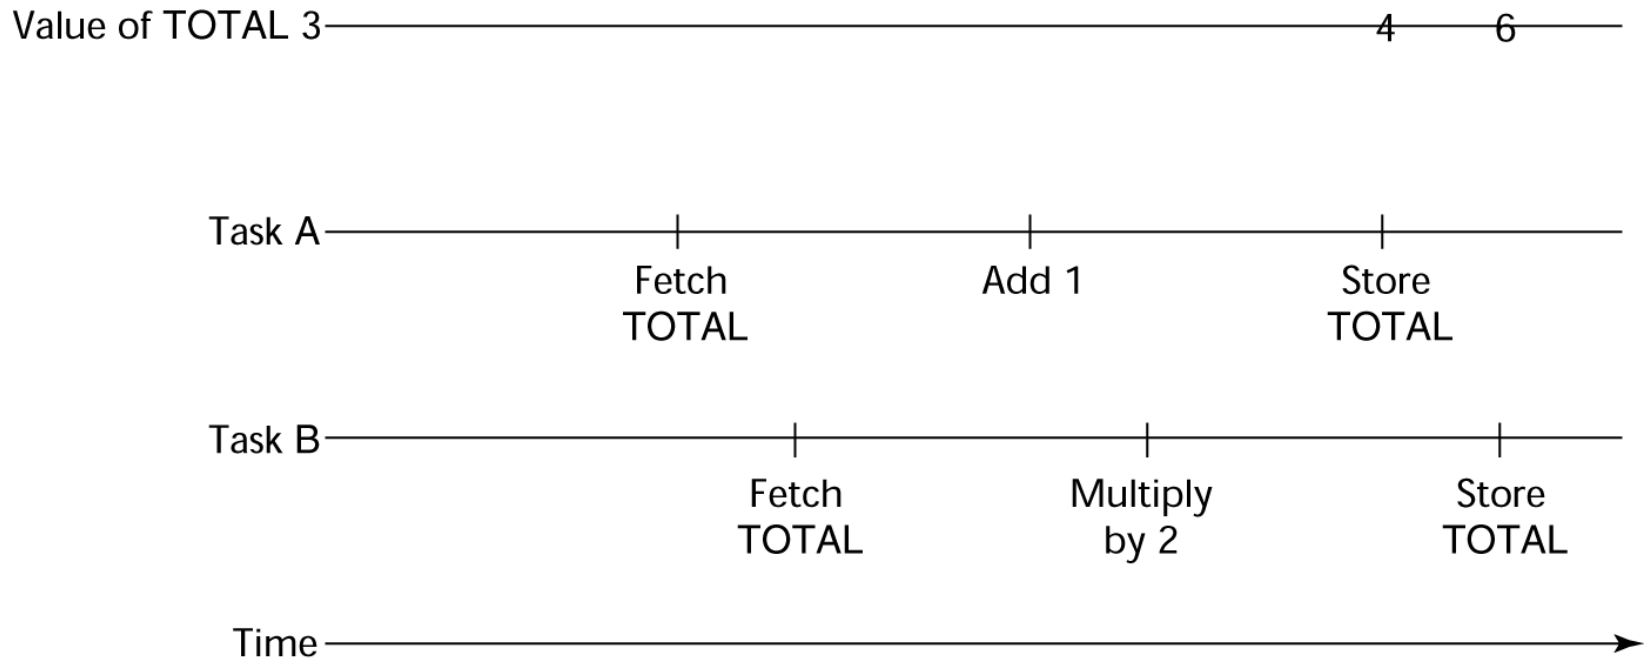 Value of TOTAL 3 4 6
Task A
Fetch Add 1 Store
TOTAL TOTAL
Task B
Fetch Multiply Store
TOTAL by 2 TOTAL
Time